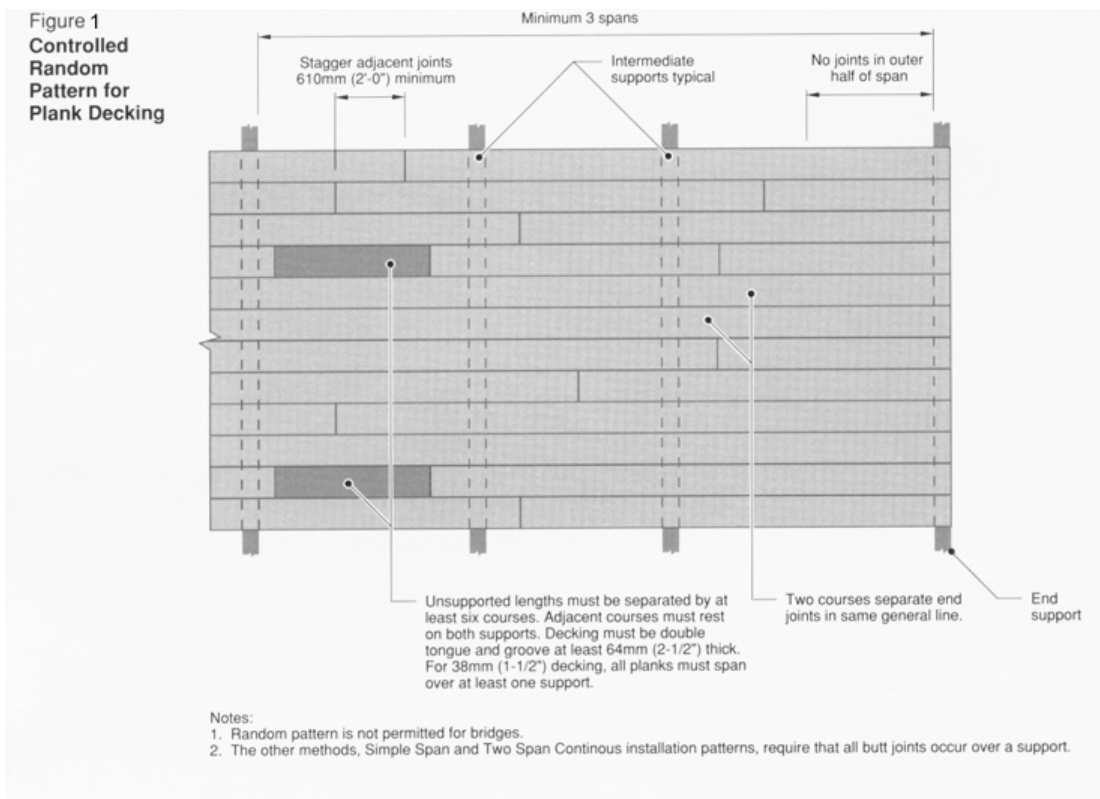 Figure 1
Controlled
Random
Pattern for
Plank Decking
Minimum 3 spans
Stagger adjacent joints
610mm (2'-0") minimum
Intermediate
supports typical
No joints in outer
half of span
Unsupported lengths must be separated by at
least six courses. Adjacent courses must rest
on both supports. Decking must be double
tongue and groove at least 64mm (2-1/2") thick.
For 38mm (1-1/2") decking, all planks must span
over at least one support.
Two courses separate end
joints in same general line.
End
support
Notes:
1. Random pattern is not permitted for bridges.
2. The other methods, Simple Span and Two Span Continous installation patterns, require that all butt joints occur over a support.